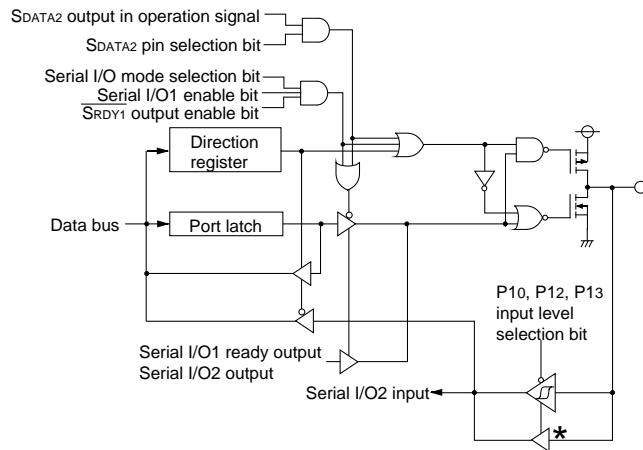 SDATA2 output in operation signal
SDATA2 pin selection bit
Serial I/O mode selection bit
Serial I/O1 enable bit
SRDY1 output enable bit
Direction
register
Data bus
Port latch
P10, P12, P13
input level
selection bit
Serial I/O1 ready output
Serial I/O2 output
Serial I/O2 input
*